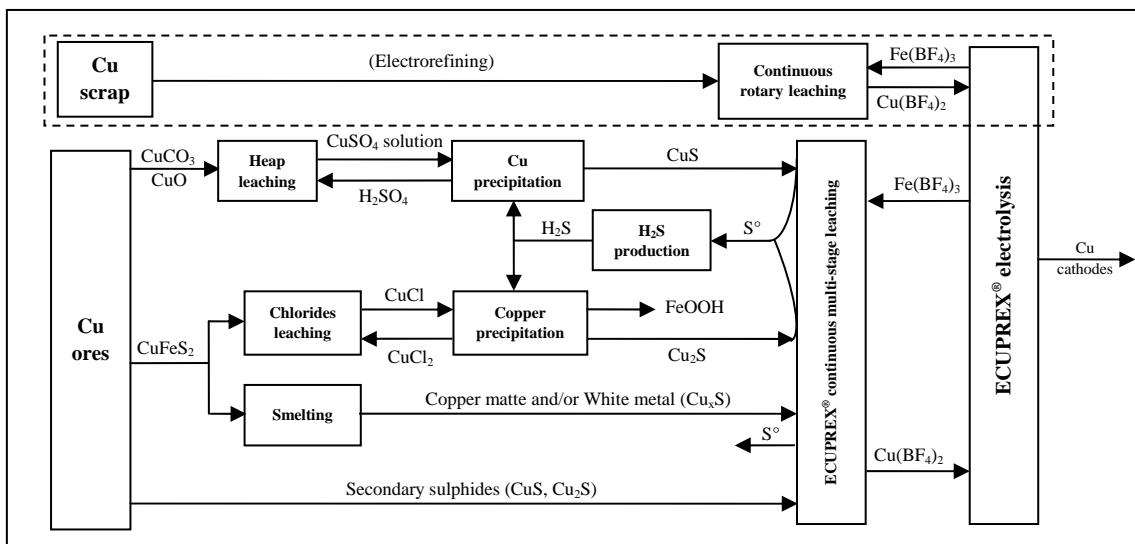 Cu
scrap
(Electrorefining)
Continuous
rotary leaching
Fe(BF₄)₃
Cu(BF₄)₂
Cu
ores
CuCO₃
CuO
Heap
leaching
CuSO₄ solution
H₂SO₄
Cu
precipitation
CuS
H₂S
H₂S
production
S°
CuFeS₂
Chlorides
leaching
CuCl
CuCl₂
Copper
precipitation
FeOOH
Cu₂S
Smelting
Copper matte and/or White metal (CuₓS)
S°
Secondary sulphides (CuS, Cu₂S)
ECUPREX® continuous multi-stage leaching
Fe(BF₄)₃
Cu(BF₄)₂
ECUPREX® electrolysis
Cu
cathodes